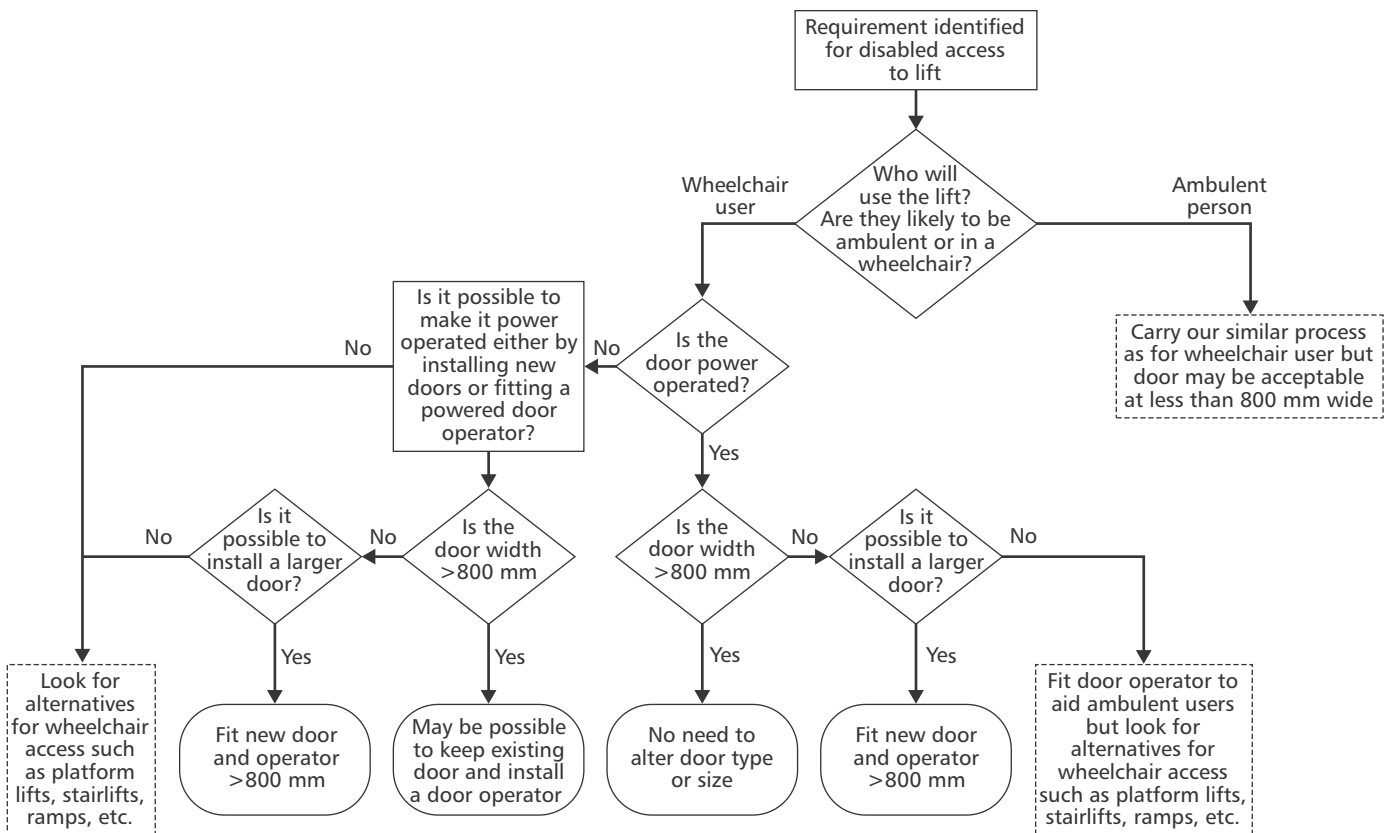 Requirement identified
for disabled access
to lift
Who will
use the lift?
Are they likely to be
ambulent or in a
wheelchair?
Wheelchair
user
Ambulent
person
Carry our similar process
as for wheelchair user but
door may be acceptable
at less than 800 mm wide
Is the
door power
operated?
No
Is it possible to
make it power
operated either by
installing new
doors or fitting a
powered door
operator?
No
Yes
Is it
possible to
install a larger
door?
No
No
Is the
door width
>800 mm
Is the
door width
>800 mm
No
Is it
possible to
install a larger
door?
No
Yes
Yes
Yes
Yes
Look for
alternatives
for wheelchair
access such
as platform
lifts, stairlifts,
ramps, etc.
Fit new door
and operator
>800 mm
May be possible
to keep existing
door and install
a door operator
No need to
alter door type
or size
Fit new door
and operator
>800 mm
Fit door operator to
aid ambulent users
but look for
alternatives for
wheelchair access
such as platform lifts,
stairlifts, ramps, etc.